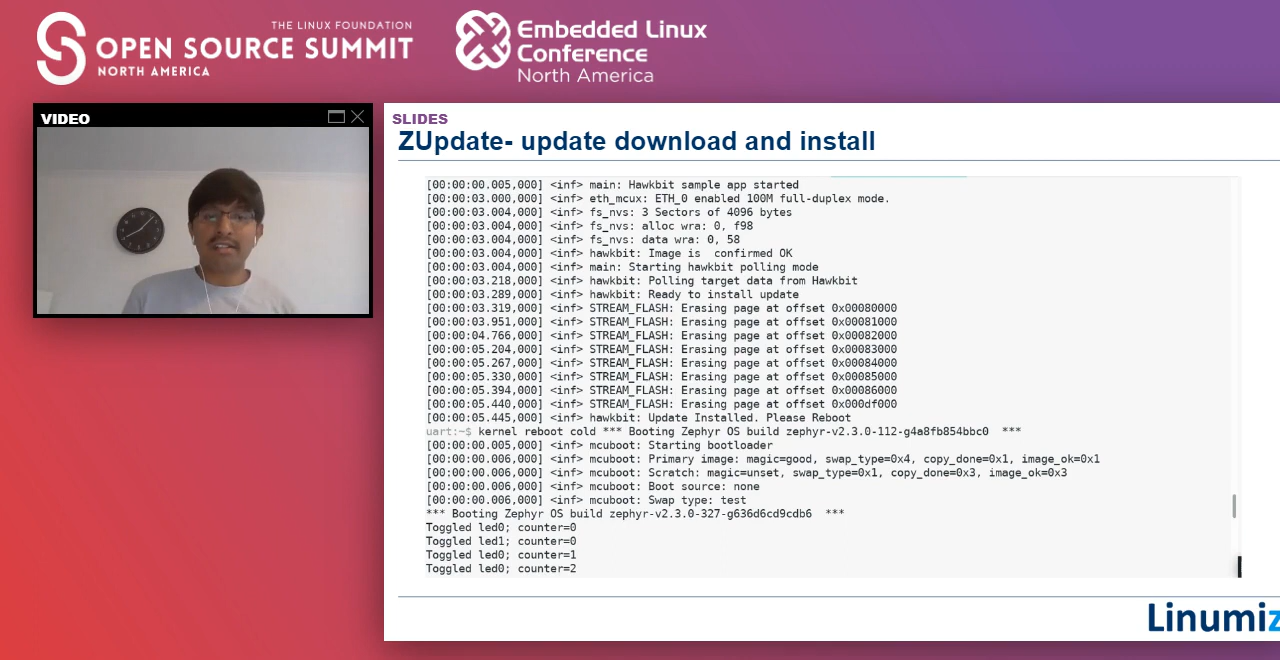 THE LINUX FOUNDATION
OPEN SOURCE SUMMIT
NORTH AMERICA
Embedded Linux
Conference
North America
VIDEO
SLIDES
ZUpdate- update download and install
[00:00:00.005,000] <inf> main: Hawkbit sample app started
[00:00:03.000,000] <inf> eth_mcux: ETH_0 enabled 100M full-duplex mode.
[00:00:03.004,000] <inf> fs_nvs: 3 Sectors of 4096 bytes
[00:00:03.004,000] <inf> fs_nvs: alloc wra: 0, f98
[00:00:03.004,000] <inf> fs_nvs: data wra: 0, 58
[00:00:03.004,000] <inf> hawkbit: Image is  confirmed OK
[00:00:03.004,000] <inf> main: Starting hawkbit polling mode
[00:00:03.218,000] <inf> hawkbit: Polling target data from Hawkbit
[00:00:03.289,000] <inf> hawkbit: Ready to install update
[00:00:03.319,000] <inf> STREAM_FLASH: Erasing page at offset 0x00080000
[00:00:03.951,000] <inf> STREAM_FLASH: Erasing page at offset 0x00081000
[00:00:04.766,000] <inf> STREAM_FLASH: Erasing page at offset 0x00082000
[00:00:05.204,000] <inf> STREAM_FLASH: Erasing page at offset 0x00083000
[00:00:05.267,000] <inf> STREAM_FLASH: Erasing page at offset 0x00084000
[00:00:05.330,000] <inf> STREAM_FLASH: Erasing page at offset 0x00085000
[00:00:05.394,000] <inf> STREAM_FLASH: Erasing page at offset 0x00086000
[00:00:05.440,000] <inf> STREAM_FLASH: Erasing page at offset 0x000df000
[00:00:05.445,000] <inf> hawkbit: Update Installed. Please Reboot
uart:~$ kernel reboot cold *** Booting Zephyr OS build zephyr-v2.3.0-112-g4a8fb854bbc0  ***
[00:00:00.005,000] <inf> mcuboot: Starting bootloader
[00:00:00.006,000] <inf> mcuboot: Primary image: magic=good, swap_type=0x4, copy_done=0x1, image_ok=0x1
[00:00:00.006,000] <inf> mcuboot: Scratch: magic=unset, swap_type=0x1, copy_done=0x3, image_ok=0x3
[00:00:00.006,000] <inf> mcuboot: Boot source: none
[00:00:00.006,000] <inf> mcuboot: Swap type: test
*** Booting Zephyr OS build zephyr-v2.3.0-327-g636d6cd9cdb6  ***
Toggled led0; counter=0
Toggled led1; counter=0
Toggled led0; counter=1
Toggled led0; counter=2
Linumiz